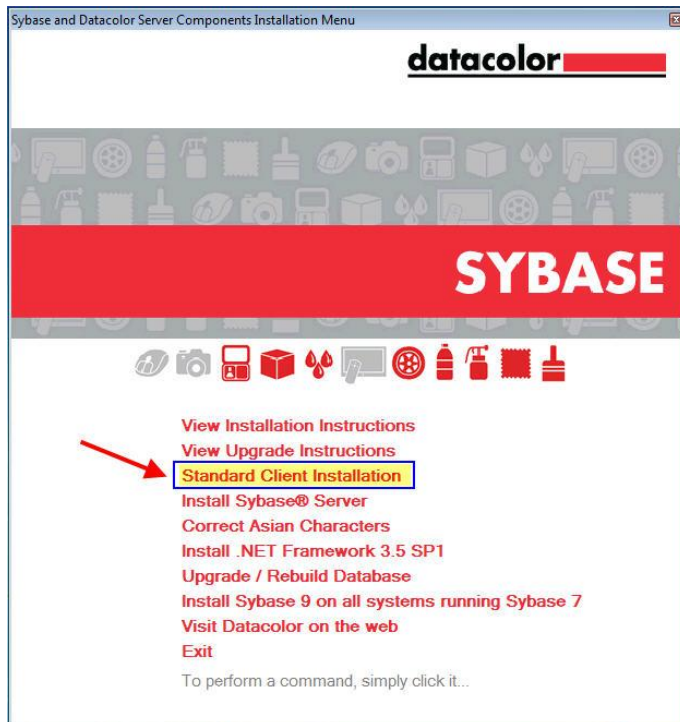 Sybase and Datacolor Server Components Installation Menu
datacolor
SYBASE
View Installation Instructions
View Upgrade Instructions
Standard Client Installation
Install Sybase® Server
Correct Asian Characters
Install .NET Framework 3.5 SP1
Upgrade / Rebuild Database
Install Sybase 9 on all systems running Sybase 7
Visit Datacolor on the web
Exit
To perform a command, simply click it...